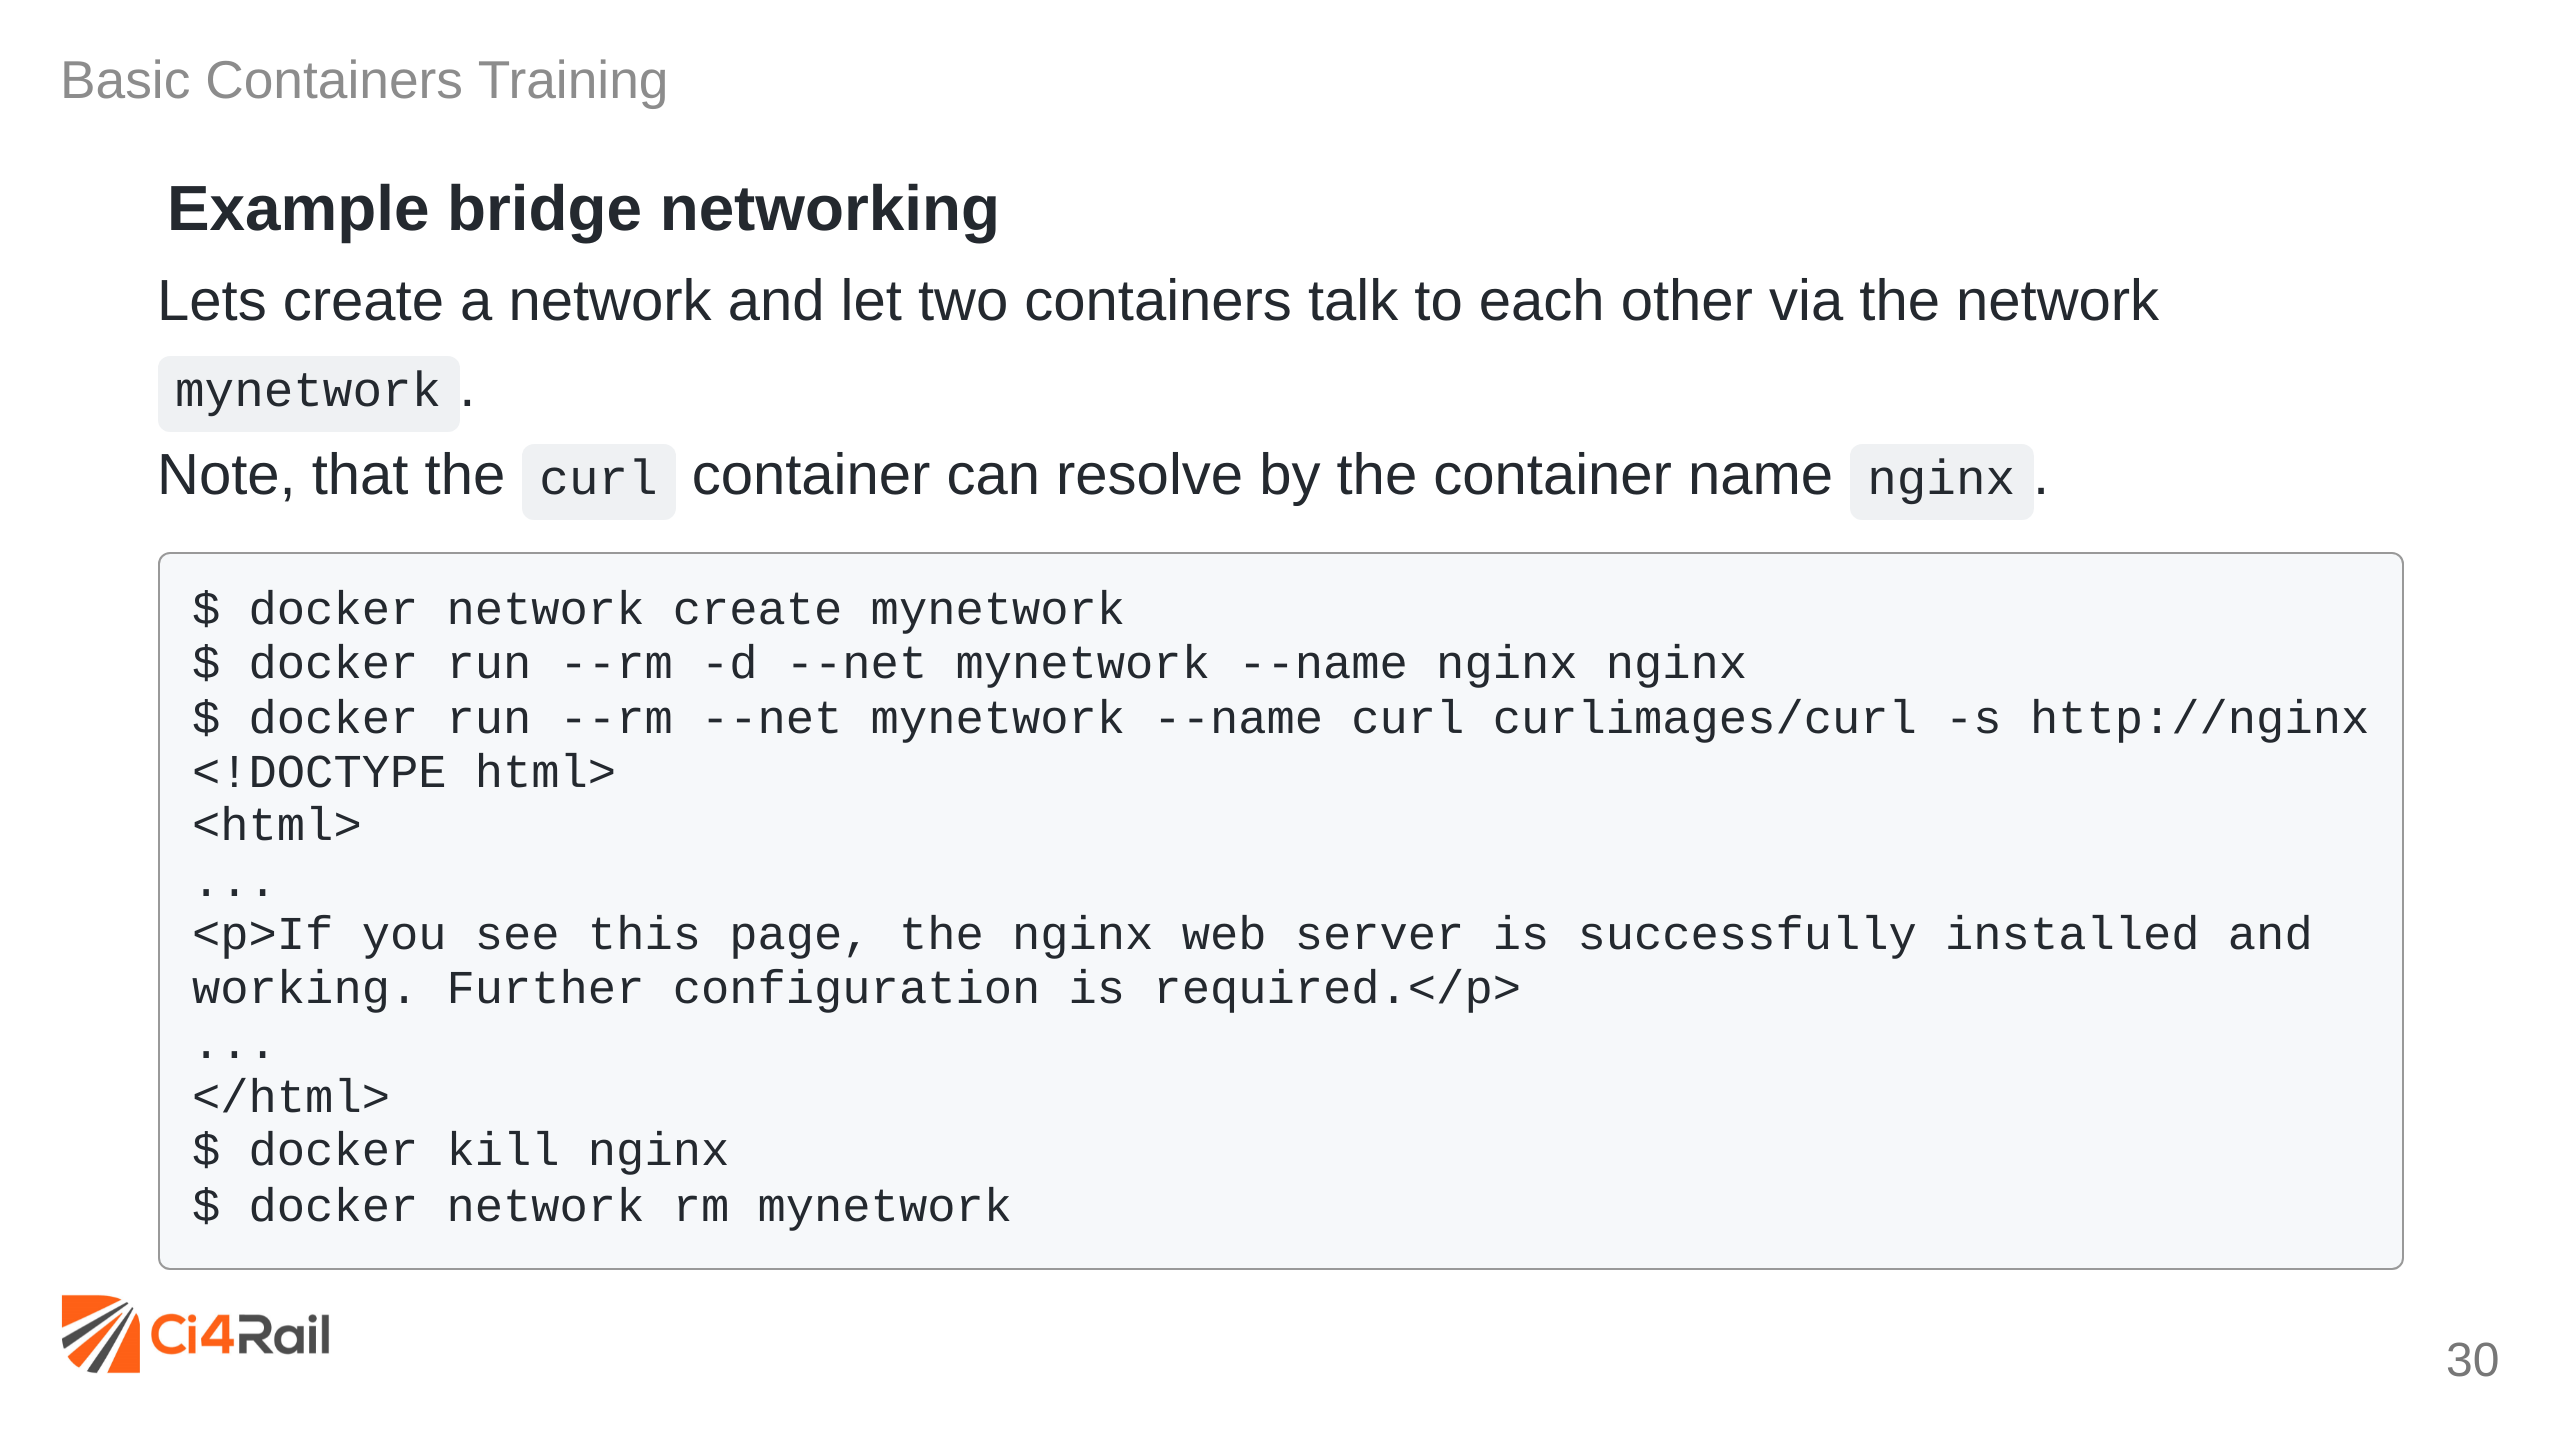 Basic Containers Training
Example bridge networking
Lets create a network and let two containers talk to each other via the network
mynetwork .
Note, that the curl container can resolve by the container name nginx .
$ docker network create mynetwork
$ docker run --rm -d --net mynetwork --name nginx nginx
$ docker run --rm --net mynetwork --name curl curlimages/curl -s http://nginx
<!DOCTYPE html>
<html>
...
<p>If you see this page, the nginx web server is successfully installed and
working. Further configuration is required.</p>
...
</html>
$ docker kill nginx
$ docker network rm mynetwork
Ci4Rail
30